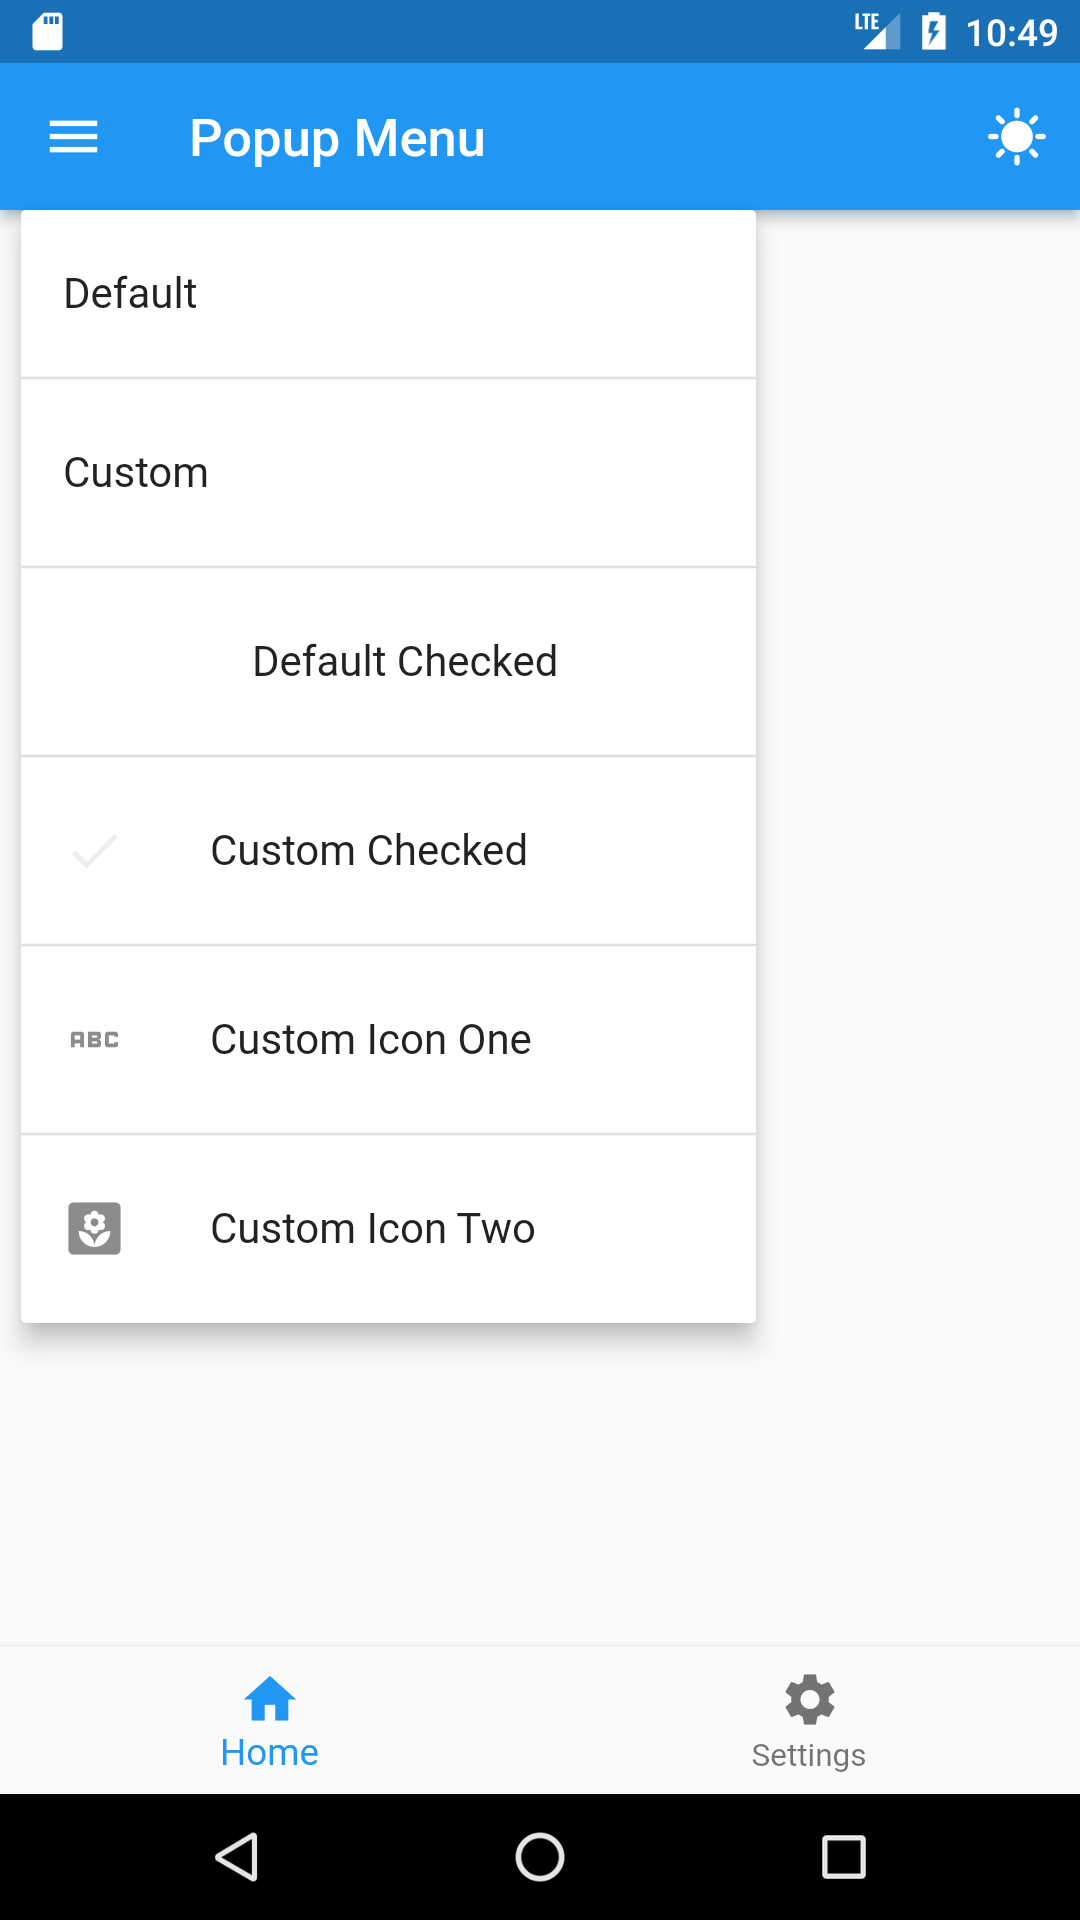 LTE 10:49
Popup Menu
Default
Custom
Default Checked
Custom Checked
ABC Custom Icon One
Custom Icon Two
Home Settings